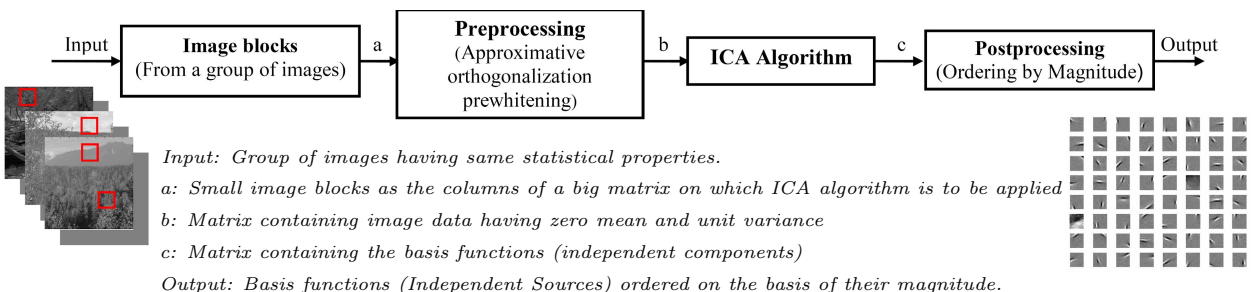 Input
Image blocks
(From a group of images)
a
Preprocessing
(Approximative
orthogonalization
prewhitening)
b
ICA Algorithm
c
Postprocessing
(Ordering by Magnitude)
Output
Input: Group of images having same statistical properties.
a: Small image blocks as the columns of a big matrix on which ICA algorithm is to be applied
b: Matrix containing image data having zero mean and unit variance
c: Matrix containing the basis functions (independent components)
Output: Basis functions (Independent Sources) ordered on the basis of their magnitude.